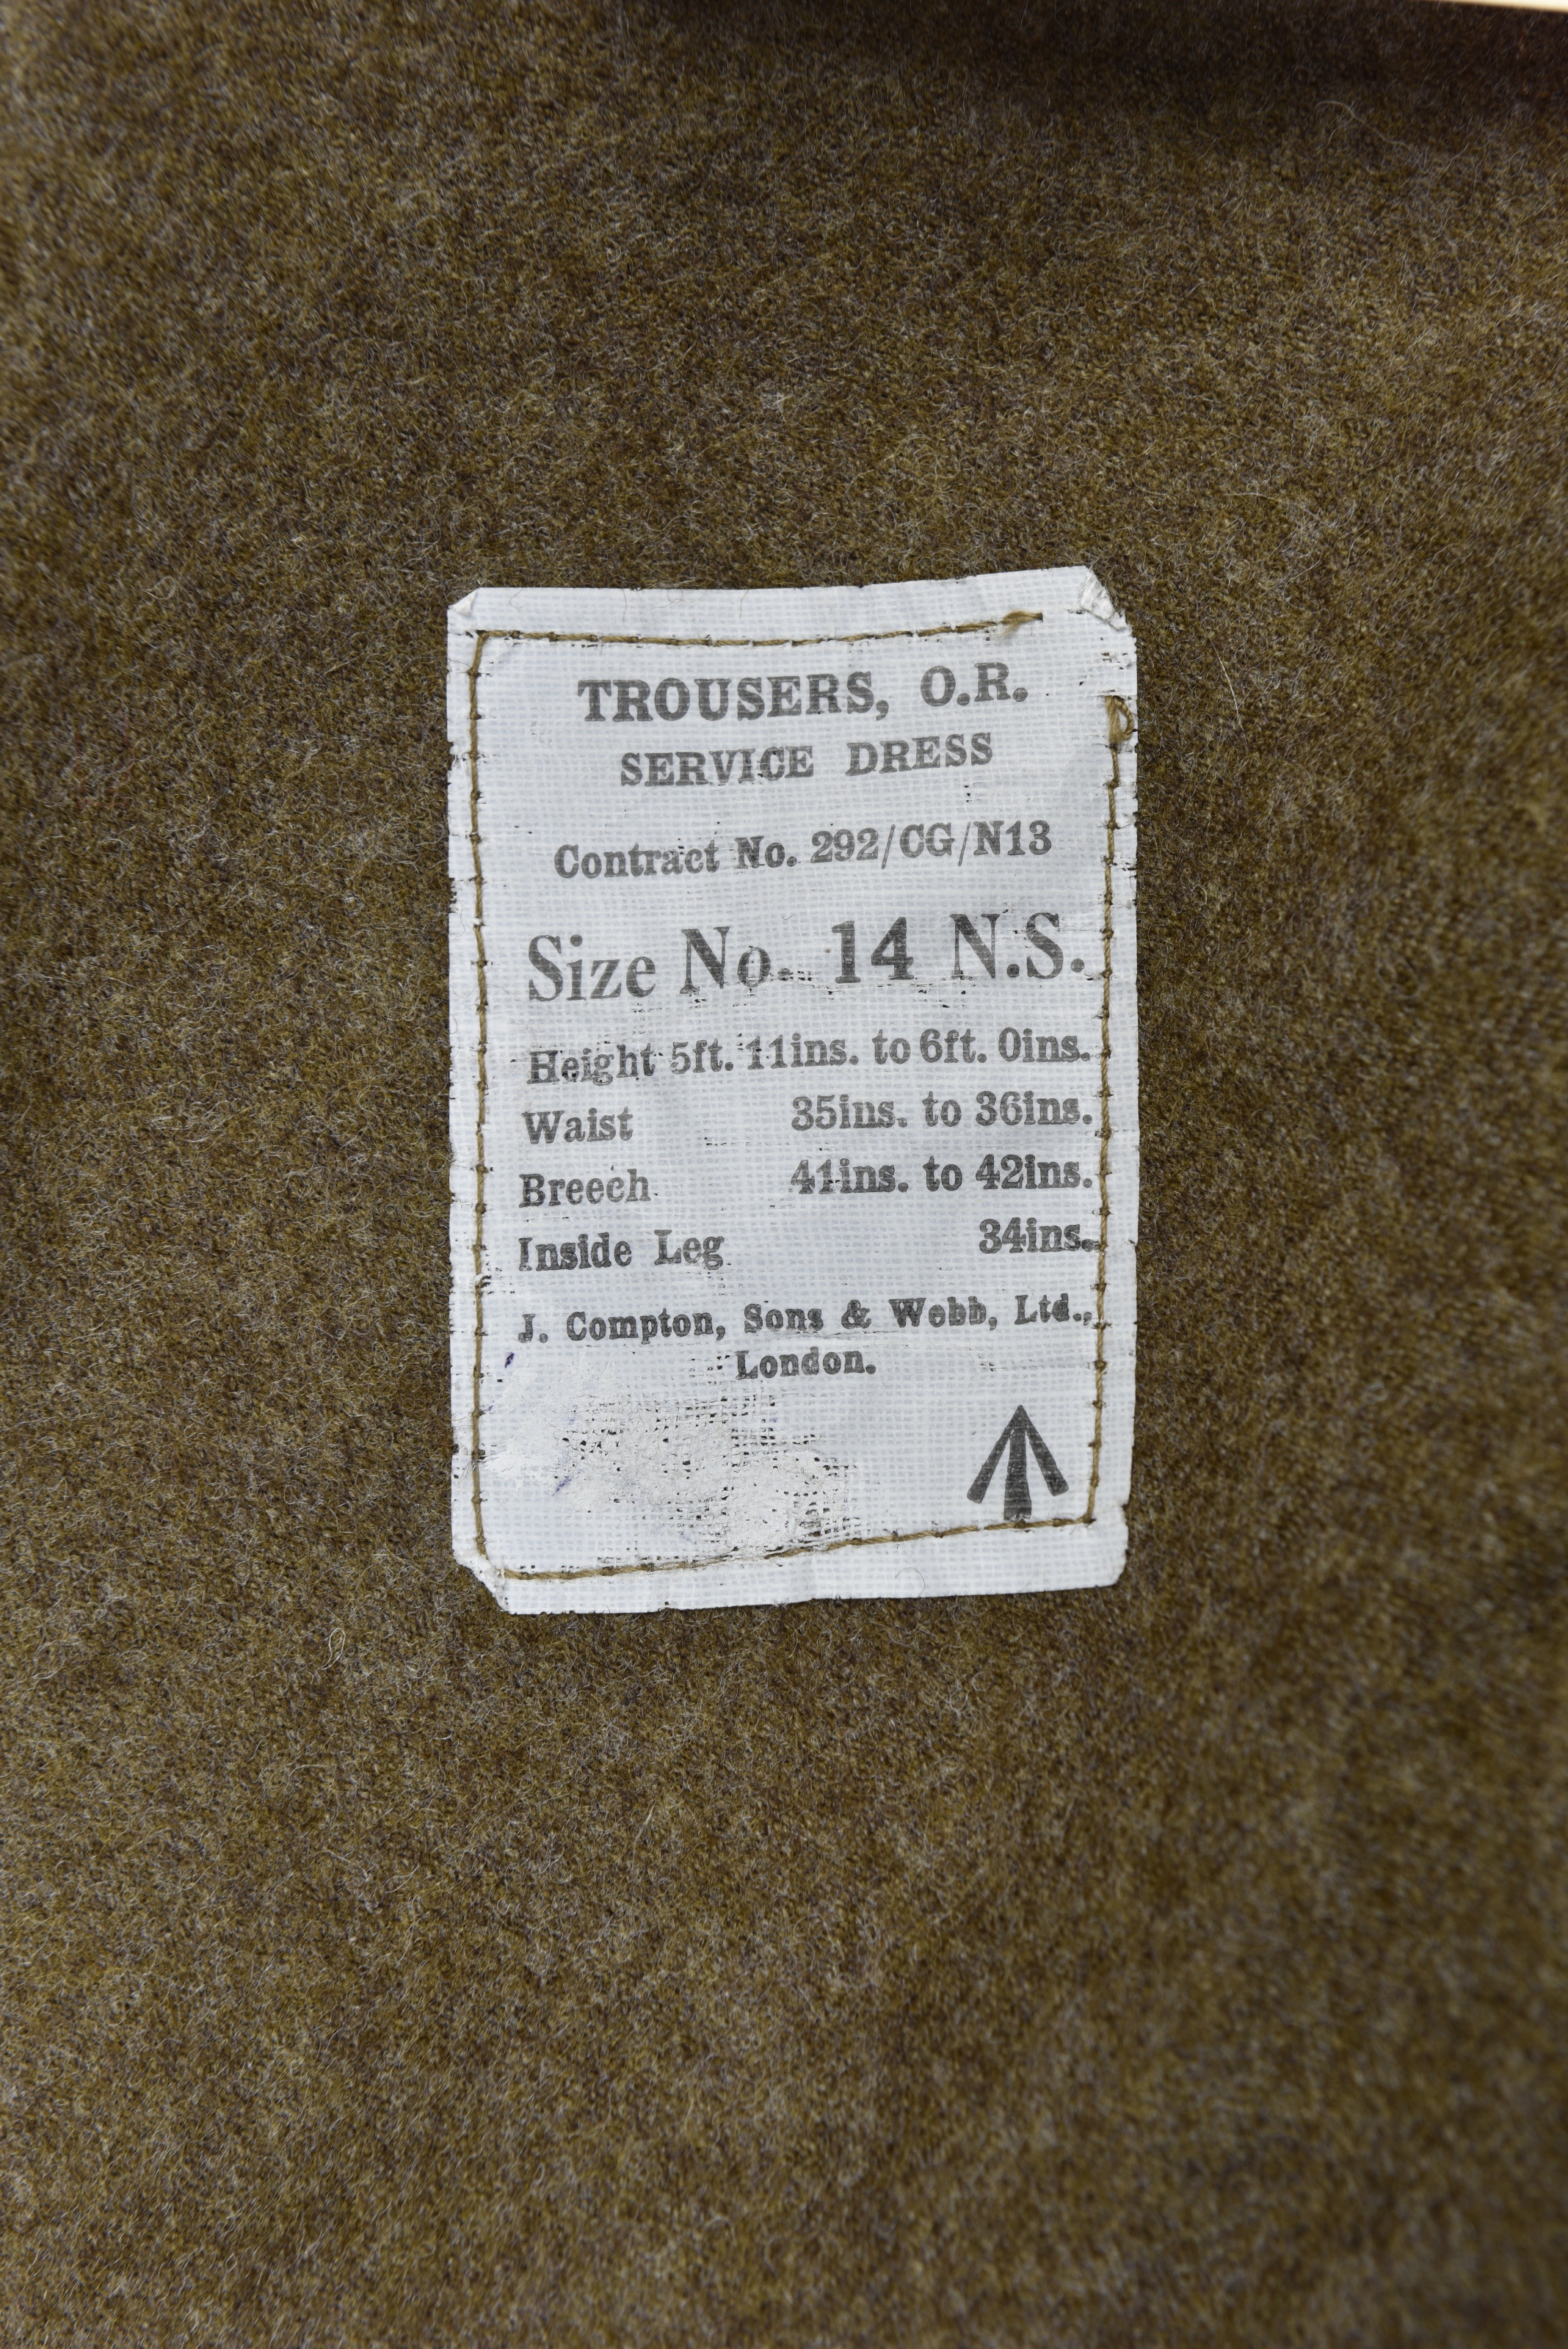 TROUSERS, O.R.
SERVICE DRESS
Contract No. 292/CG/N13
Size No. 14 N.S.
Height 5ft. 11ins. to 6ft. 0ins.
Waist 35ins. to 36ins.
Breech 41ins. to 42ins.
Inside Leg 34ins.
J. Compton, Sons & Webb, Ltd.,
London.